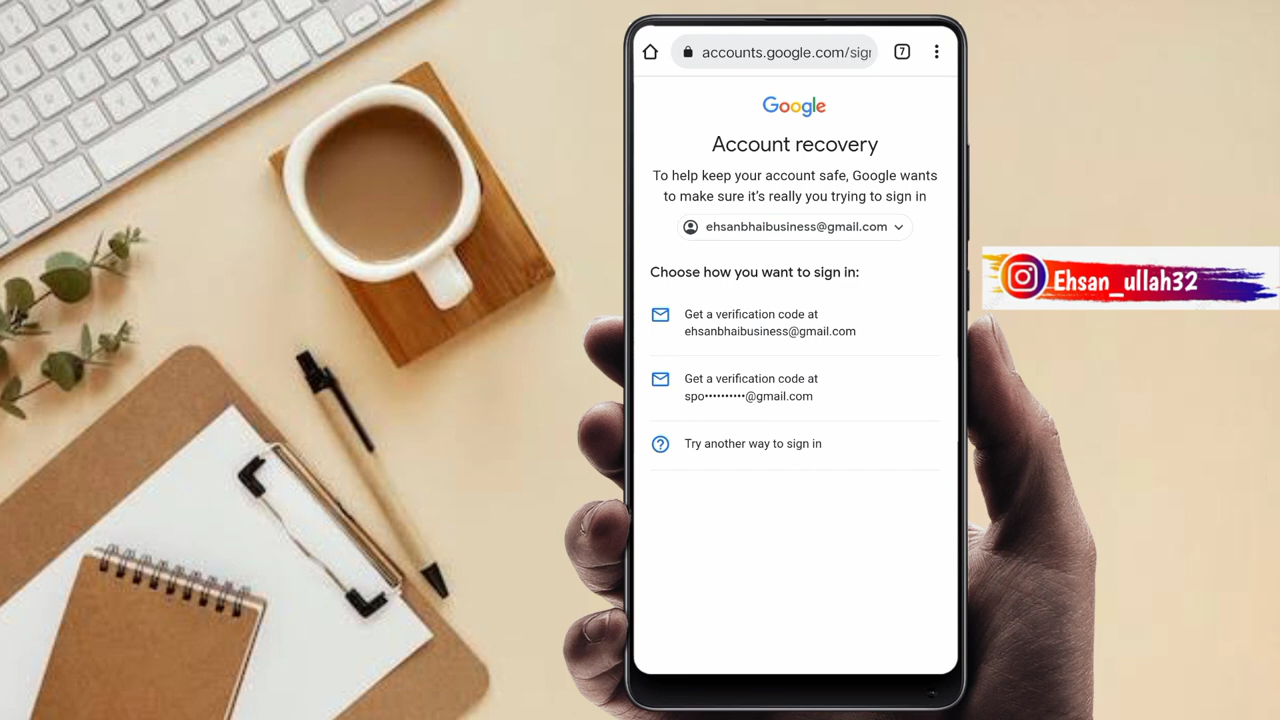 accounts.google.com/sign
7
Google
Account recovery
To help keep your account safe, Google wants
to make sure it's really you trying to sign in
ehsanbhaibusiness@gmail.com
Choose how you want to sign in:
Get a verification code at
ehsanbhaibusiness@gmail.com
Get a verification code at
spo••••••••••@gmail.com
Try another way to sign in
Ehsan_ullah32